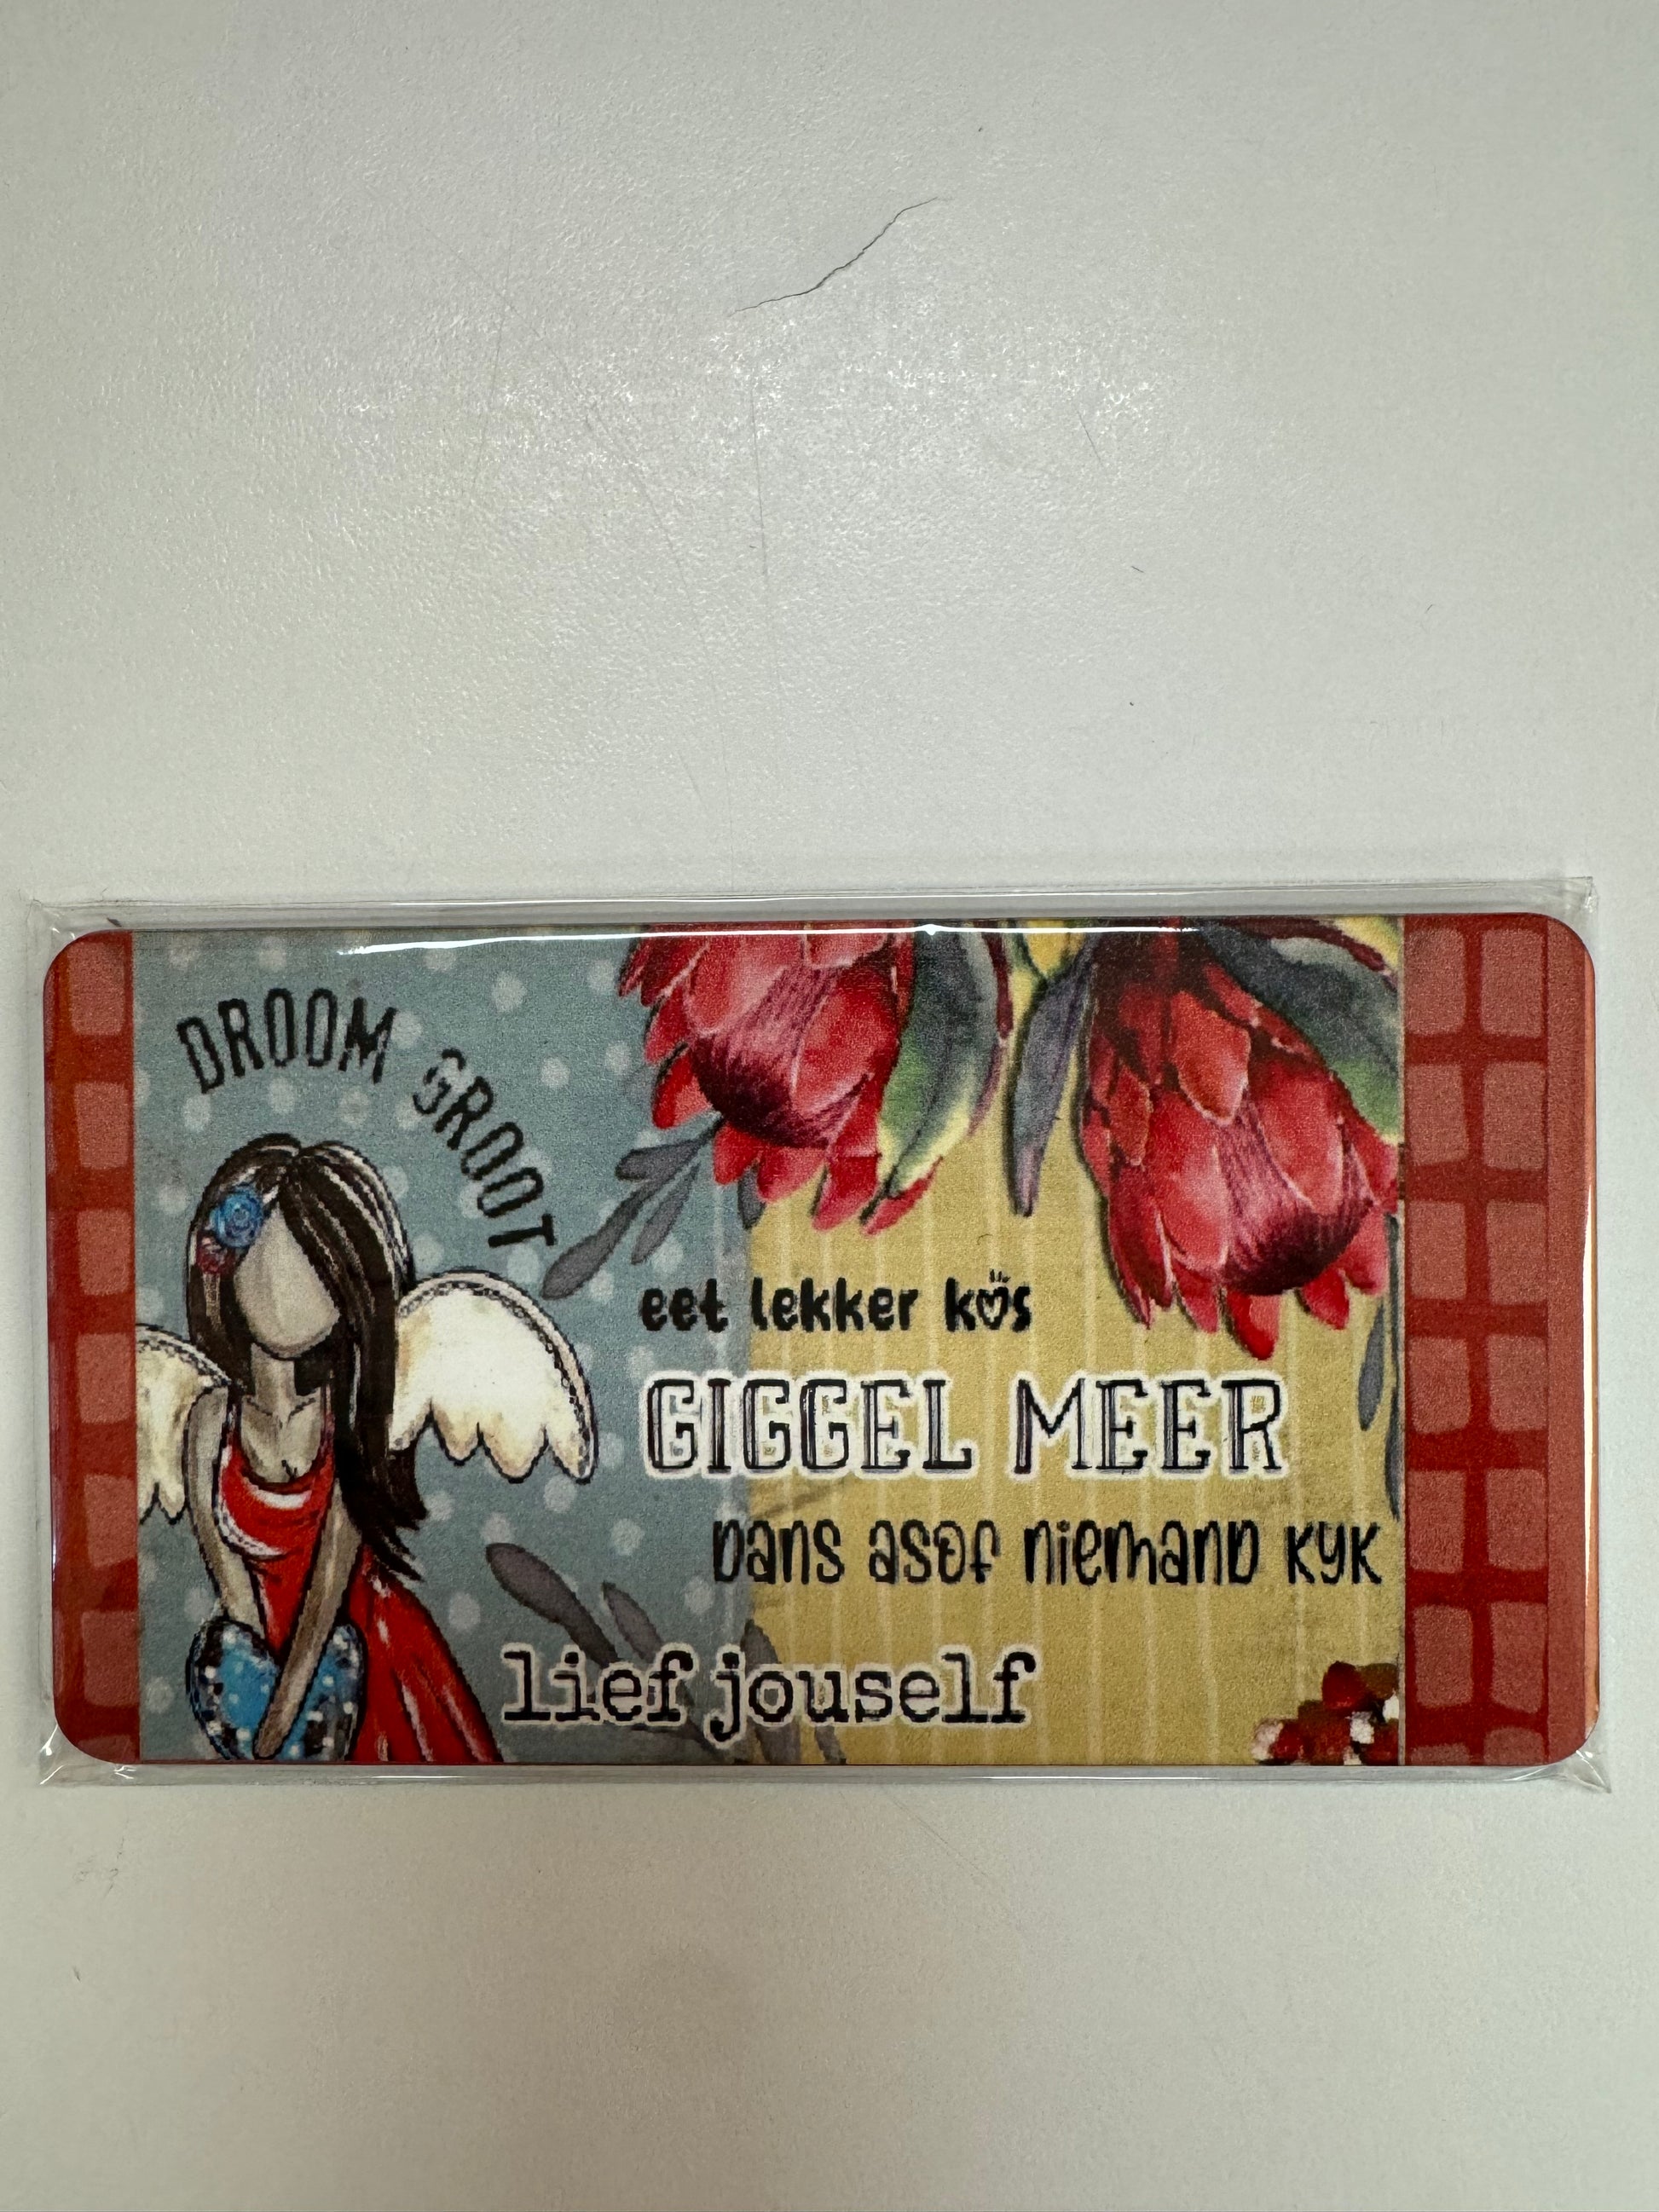 DROOM GROOT
eet lekker kos
GIGGEL MEER
Dans asof niemand kyk
lief jouself